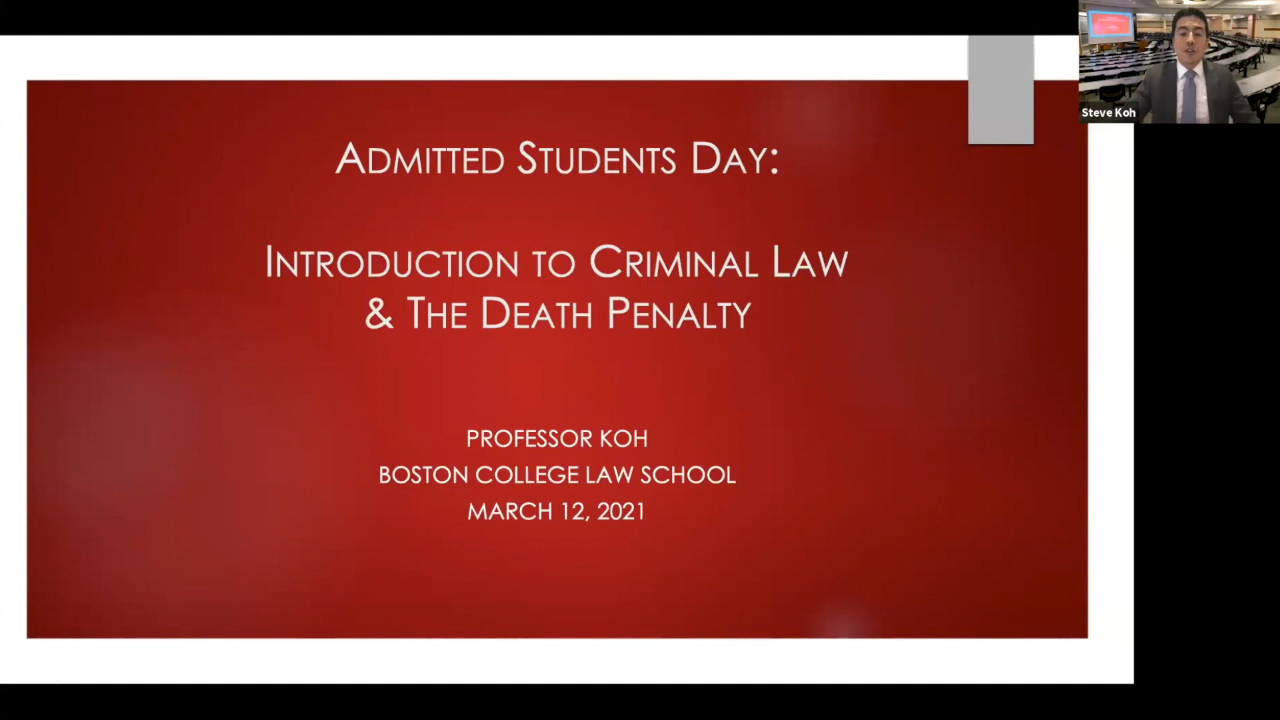 Admitted Students Day:
Introduction to Criminal Law
& The Death Penalty
PROFESSOR KOH
BOSTON COLLEGE LAW SCHOOL
MARCH 12, 2021
Steve Koh